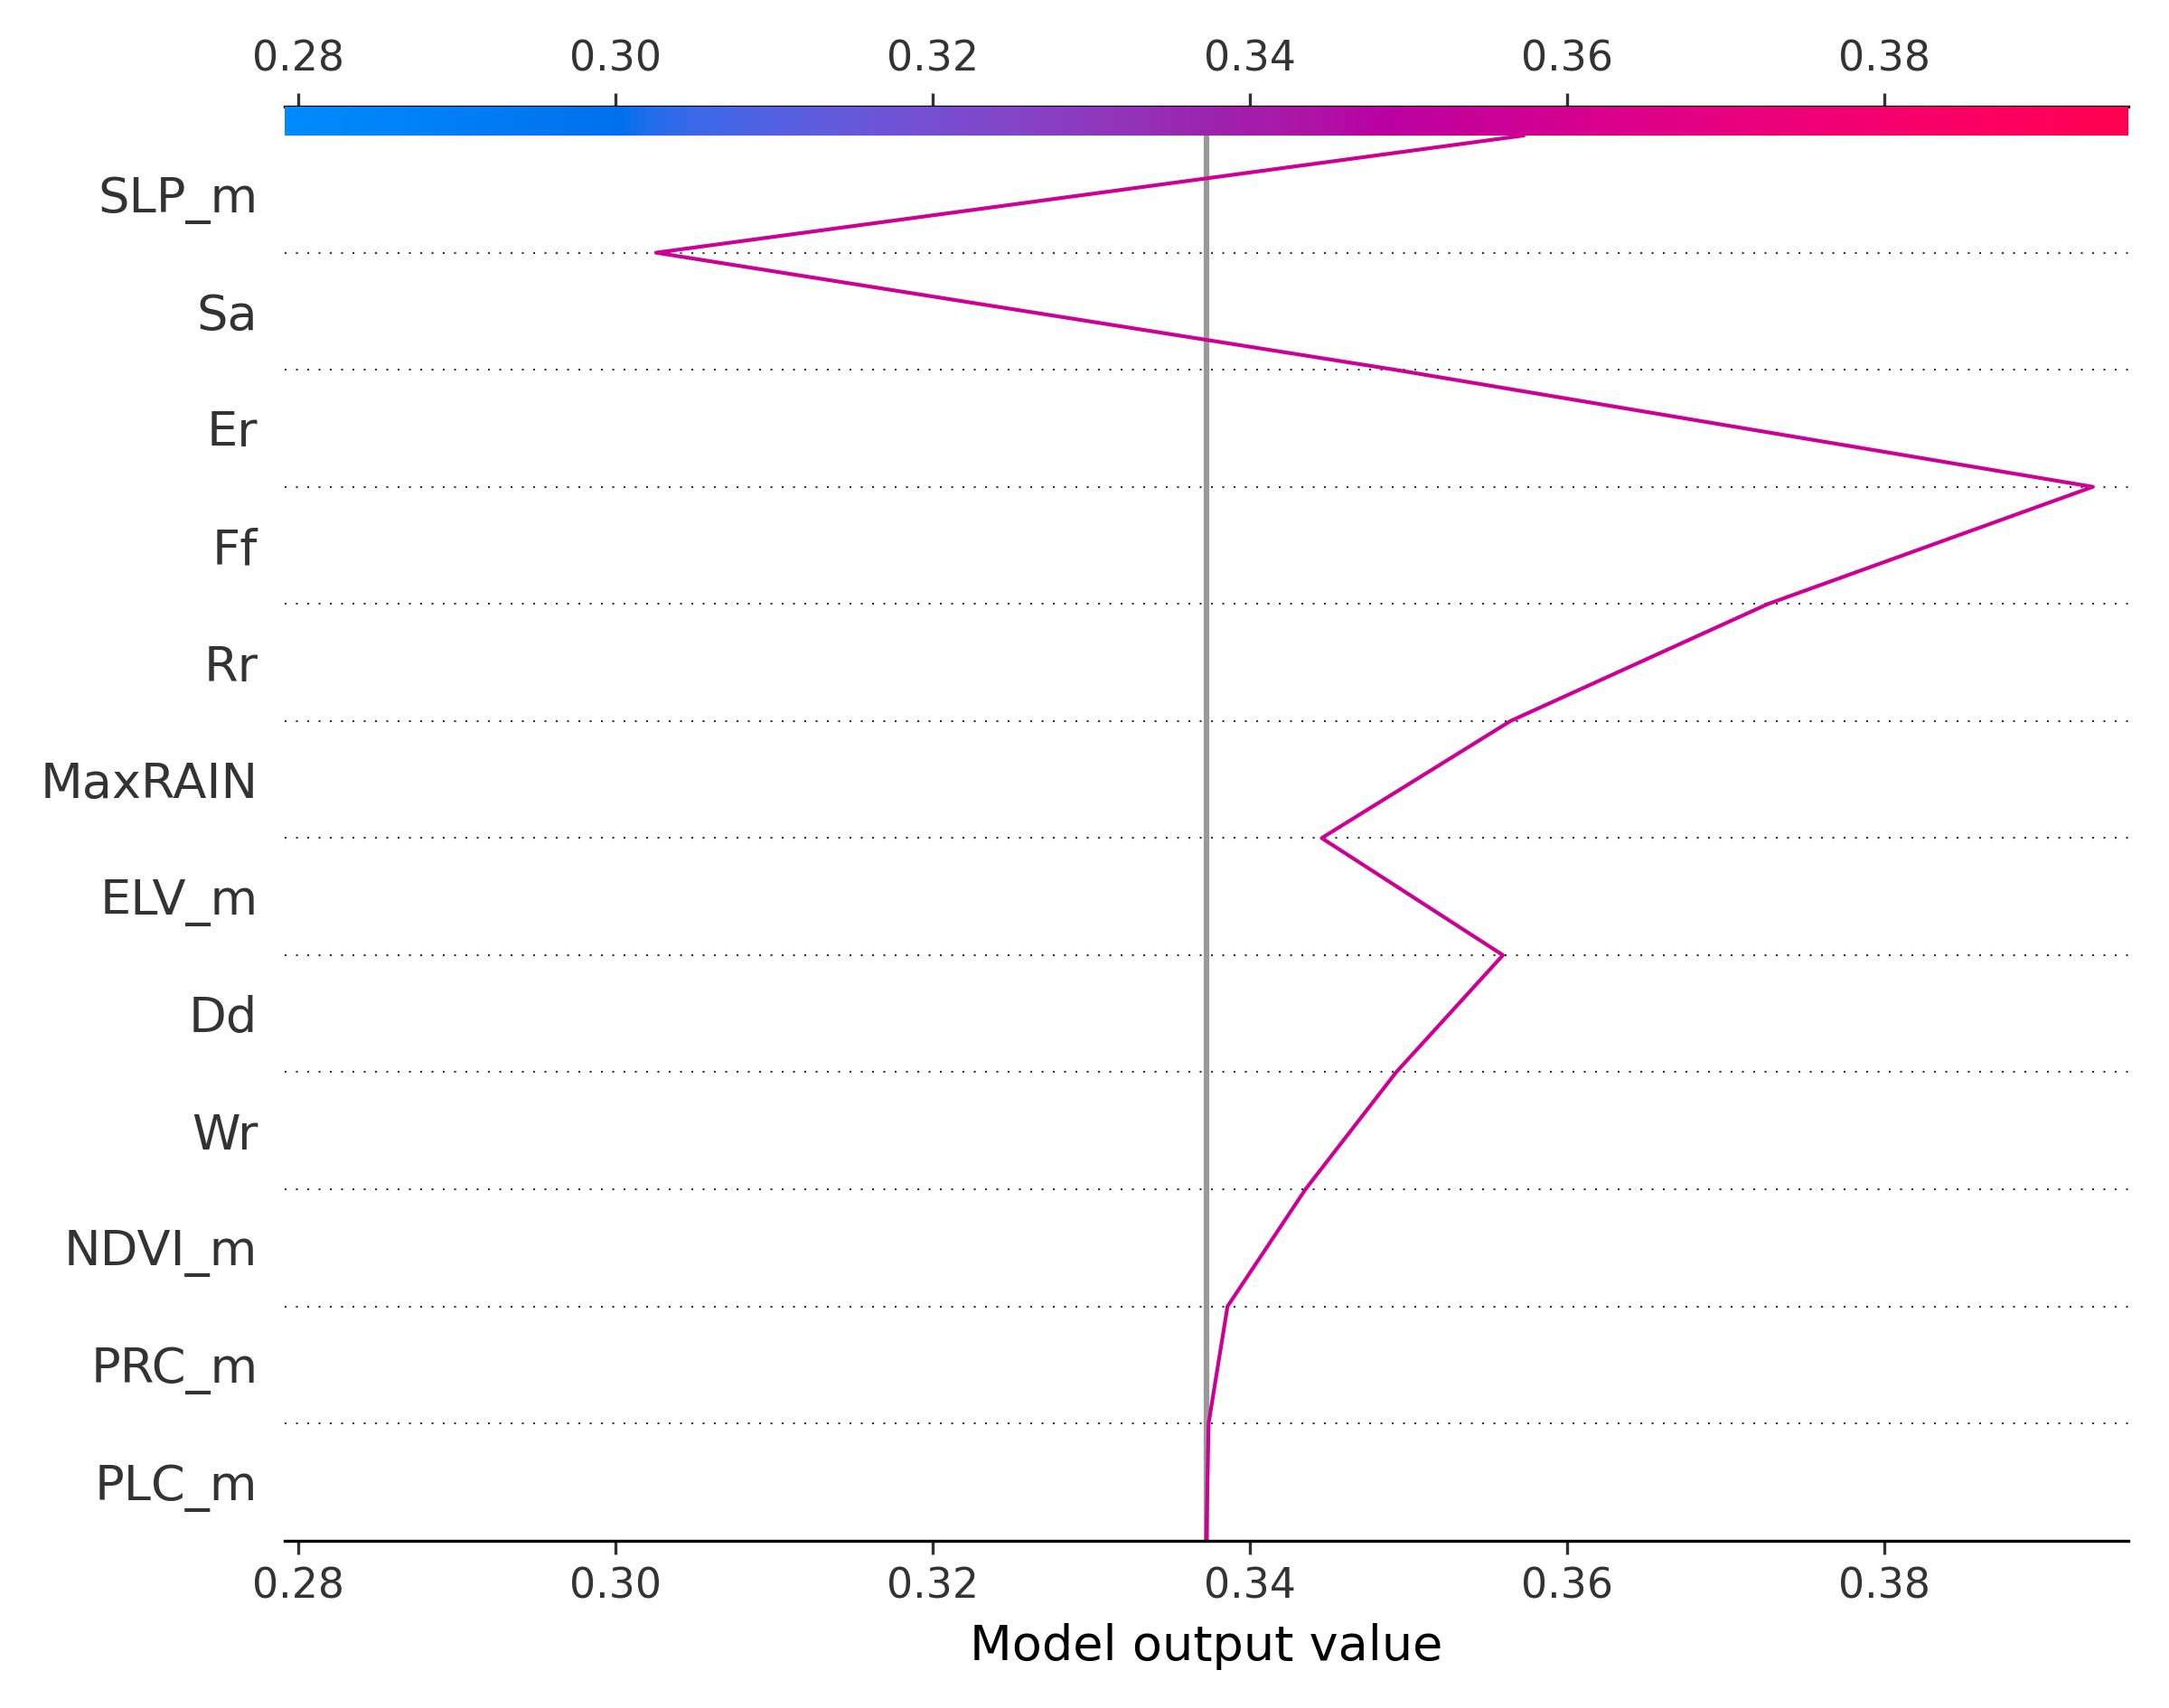 0.28 0.30 0.32 0.34 0.36 0.38
SLP_m
Sa
Er
Ff
Rr
MaxRAIN
ELV_m
Dd
Wr
NDVI_m
PRC_m
PLC_m
0.28 0.30 0.32 0.34 0.36 0.38
Model output value